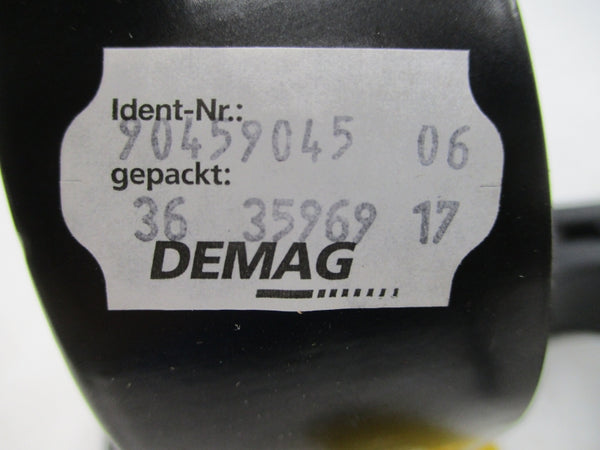 Ident-Nr.:
90459045 06
gepackt:
36 35969 17
DEMAG